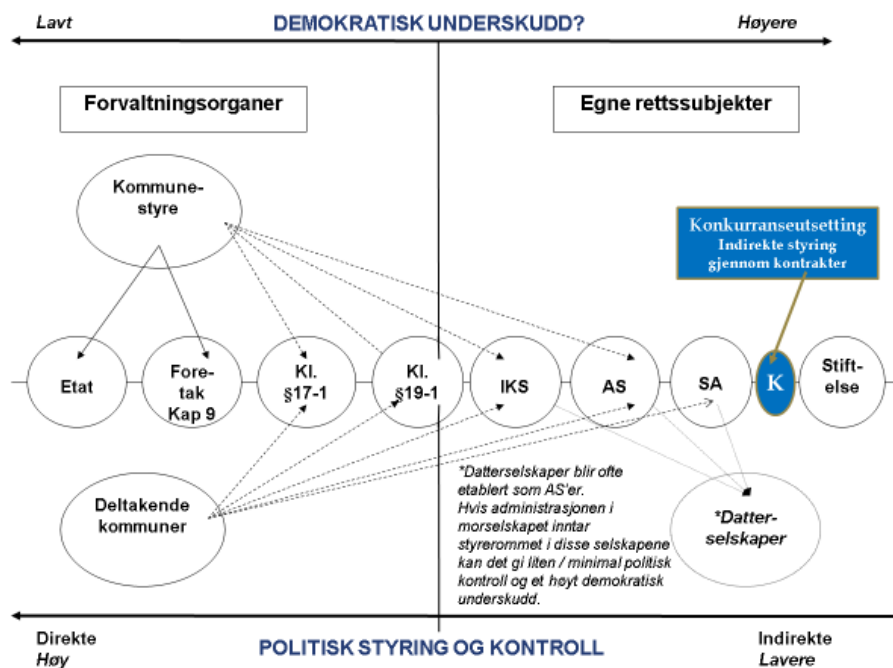 Lavt
DEMOKRATISK UNDERSKUDD?
Høyere
Forvaltningsorganer
Egne rettssubjekter
Kommune-
styre
Konkurranseutsetting
Indirekte styring
gjennom kontrakter
Etat
Fore-
tak
Kap 9
Kl.
§17-1
Kl.
§19-1
IKS
AS
SA
K
Stift-
else
Deltakende
kommuner
*Datterselskaper blir ofte
etablert som AS'er.
Hvis administrasjonen i
morselskapet inntar
styrerommet i disse selskapene
kan det gi liten / minimal politisk
kontroll og et høyt demokratisk
underskudd.
*Datter-
selskaper
Direkte
Høy
POLITISK STYRING OG KONTROLL
Indirekte
Lavere